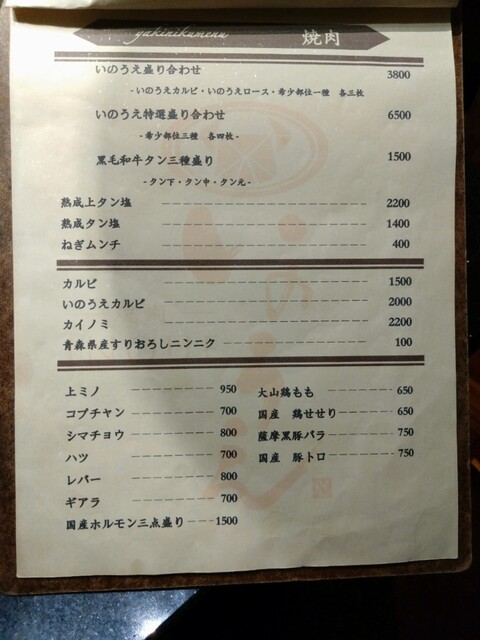 yakinikumenu 焼肉
いのうえ盛り合わせ 3800
-いのうえカルビ・いのうえロース・希少部位一種 各三枚
いのうえ特選盛り合わせ 6500
-希少部位三種 各四枚-
黒毛和牛タン三種盛り 1500
-タン下・タン中・タン元-
熟成上タン塩 2200
熟成タン塩 1400
ねぎムンチ 400
カルビ 1500
いのうえカルビ 2000
カイノミ 2200
青森県産すりおろしニンニク 100
上ミノ 950
コプチャン 700
シマチョウ 800
ハツ 700
レバー 800
ギアラ 700
国産ホルモン三点盛り 1500
大山鶏もも 650
国産 鶏せせり 650
薩摩黒豚バラ 750
国産 豚トロ 750